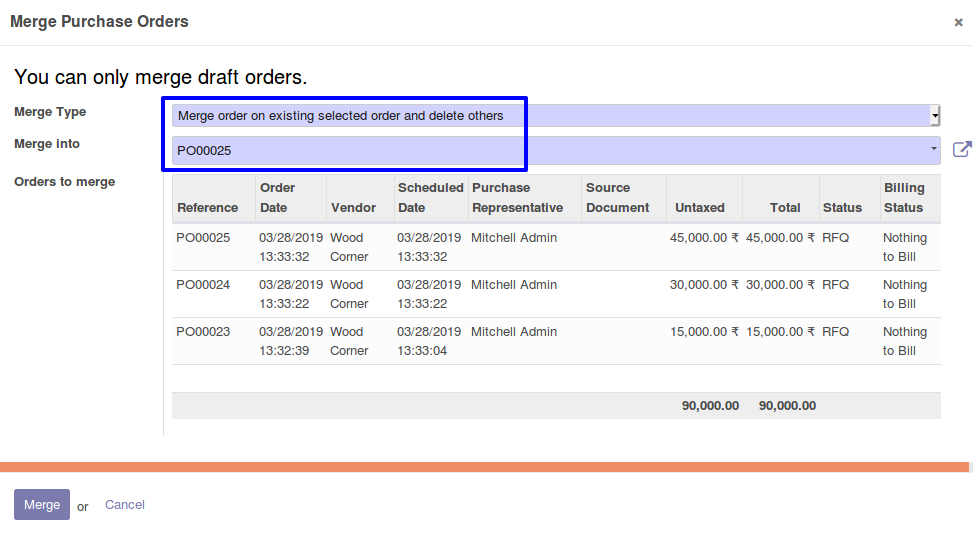 Merge Purchase Orders ×
You can only merge draft orders.
Merge Type Merge order on existing selected order and delete others
Merge into PO00025
Orders to merge
Order Scheduled Purchase Source Billing
Reference Date Vendor Date Representative Document Untaxed Total Status Status
PO00025 03/28/2019 Wood 03/28/2019 Mitchell Admin 45,000.00 ₹ 45,000.00 ₹ RFQ Nothing
13:33:32 Corner 13:33:32 to Bill
PO00024 03/28/2019 Wood 03/28/2019 Mitchell Admin 30,000.00 ₹ 30,000.00 ₹ RFQ Nothing
13:33:22 Corner 13:33:22 to Bill
PO00023 03/28/2019 Wood 03/28/2019 Mitchell Admin 15,000.00 ₹ 15,000.00 ₹ RFQ Nothing
13:32:39 Corner 13:33:04 to Bill
90,000.00 90,000.00
Merge or Cancel